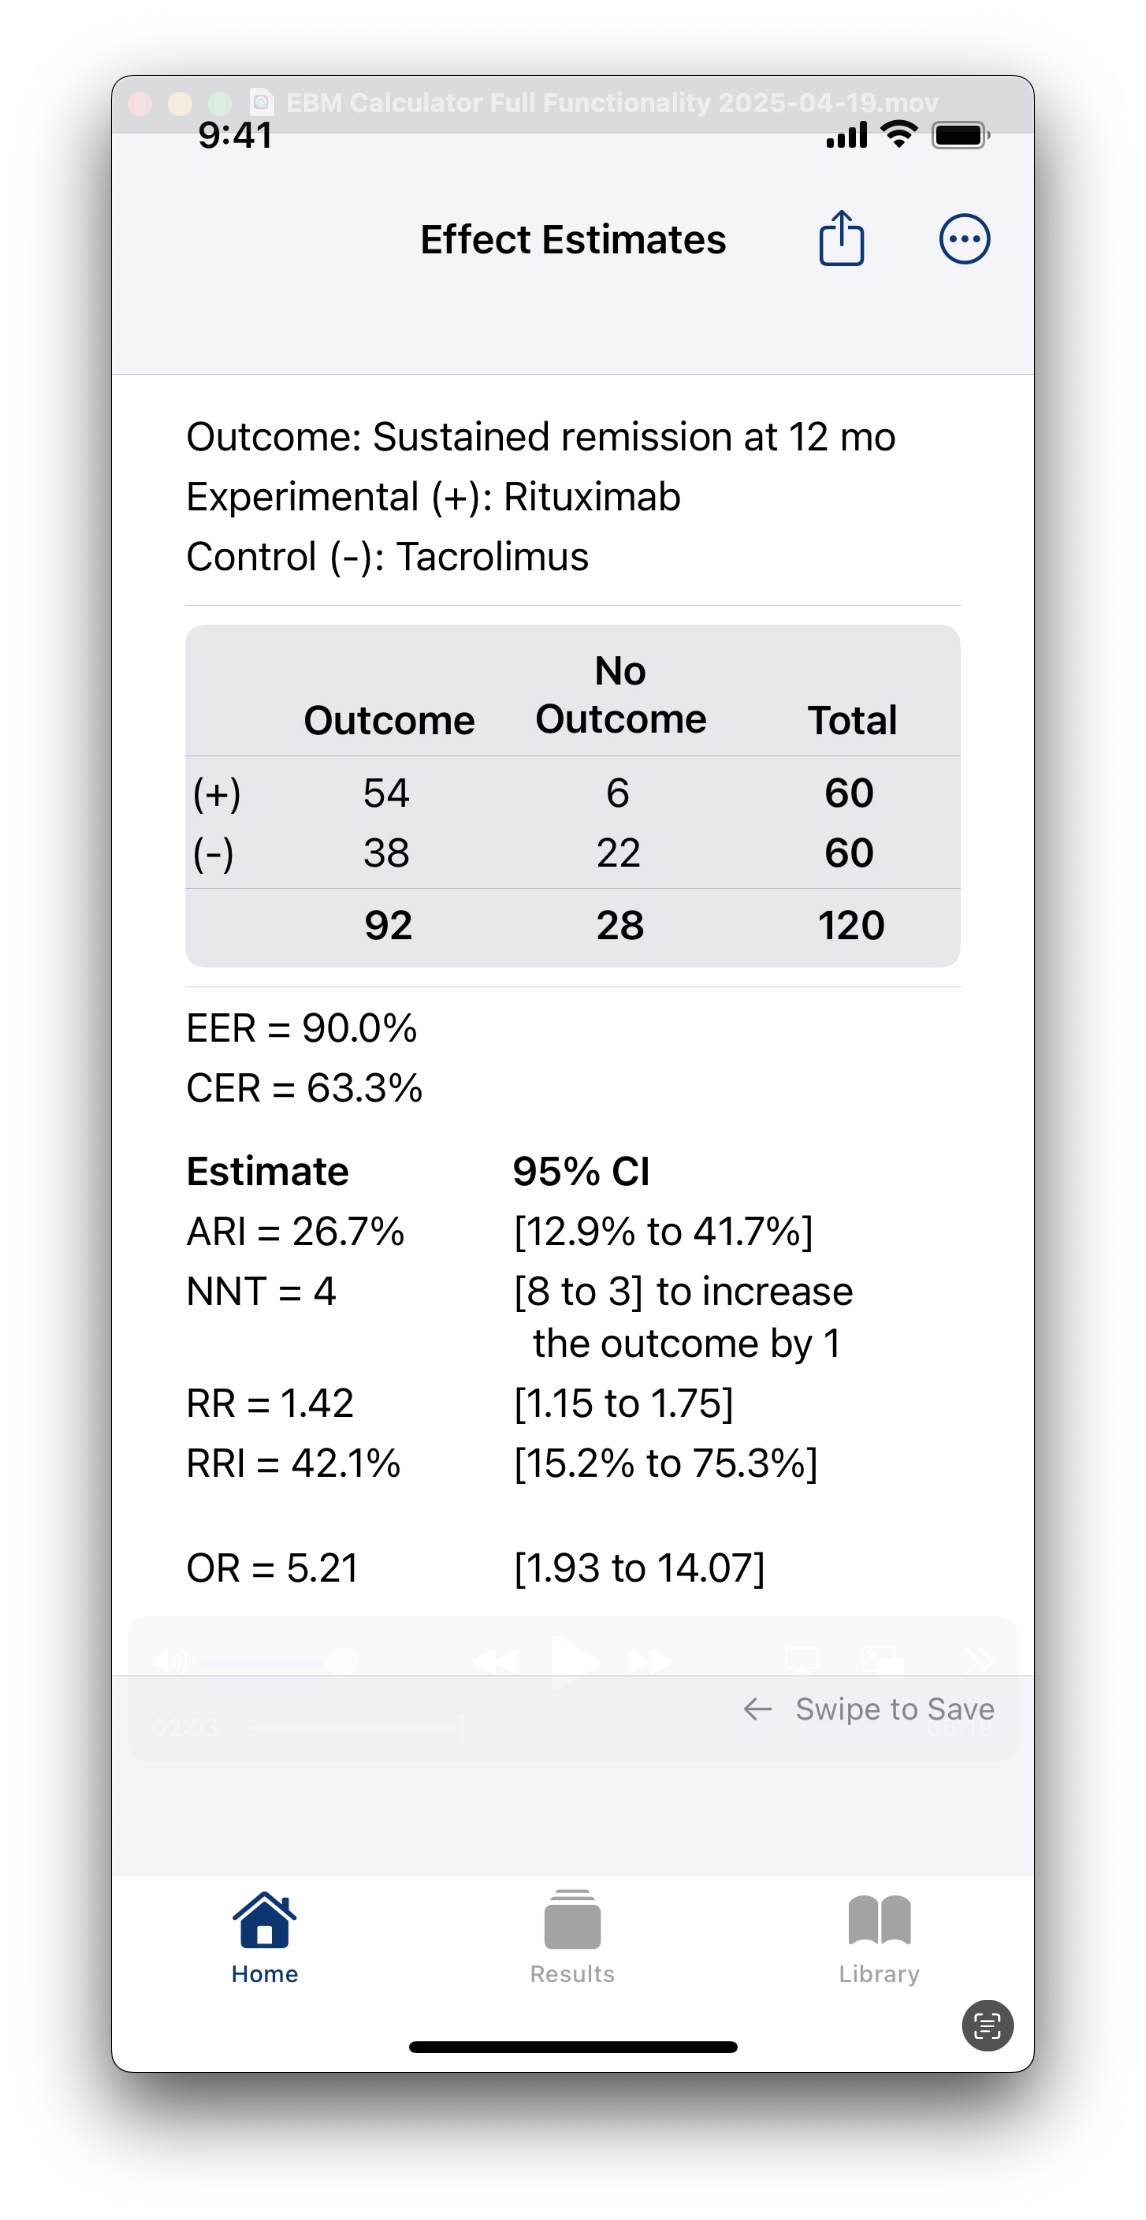 EBM Calculator Full Functionality 2025-04-19.mov
9:41
Effect Estimates
Outcome: Sustained remission at 12 mo
Experimental (+): Rituximab
Control (-): Tacrolimus
Outcome No Outcome Total
(+) 54 6 60
(-) 38 22 60
92 28 120
EER = 90.0%
CER = 63.3%
Estimate 95% CI
ARI = 26.7% [12.9% to 41.7%]
NNT = 4 [8 to 3] to increase
the outcome by 1
RR = 1.42 [1.15 to 1.75]
RRI = 42.1% [15.2% to 75.3%]
OR = 5.21 [1.93 to 14.07]
← Swipe to Save
02:03
Home Results Library